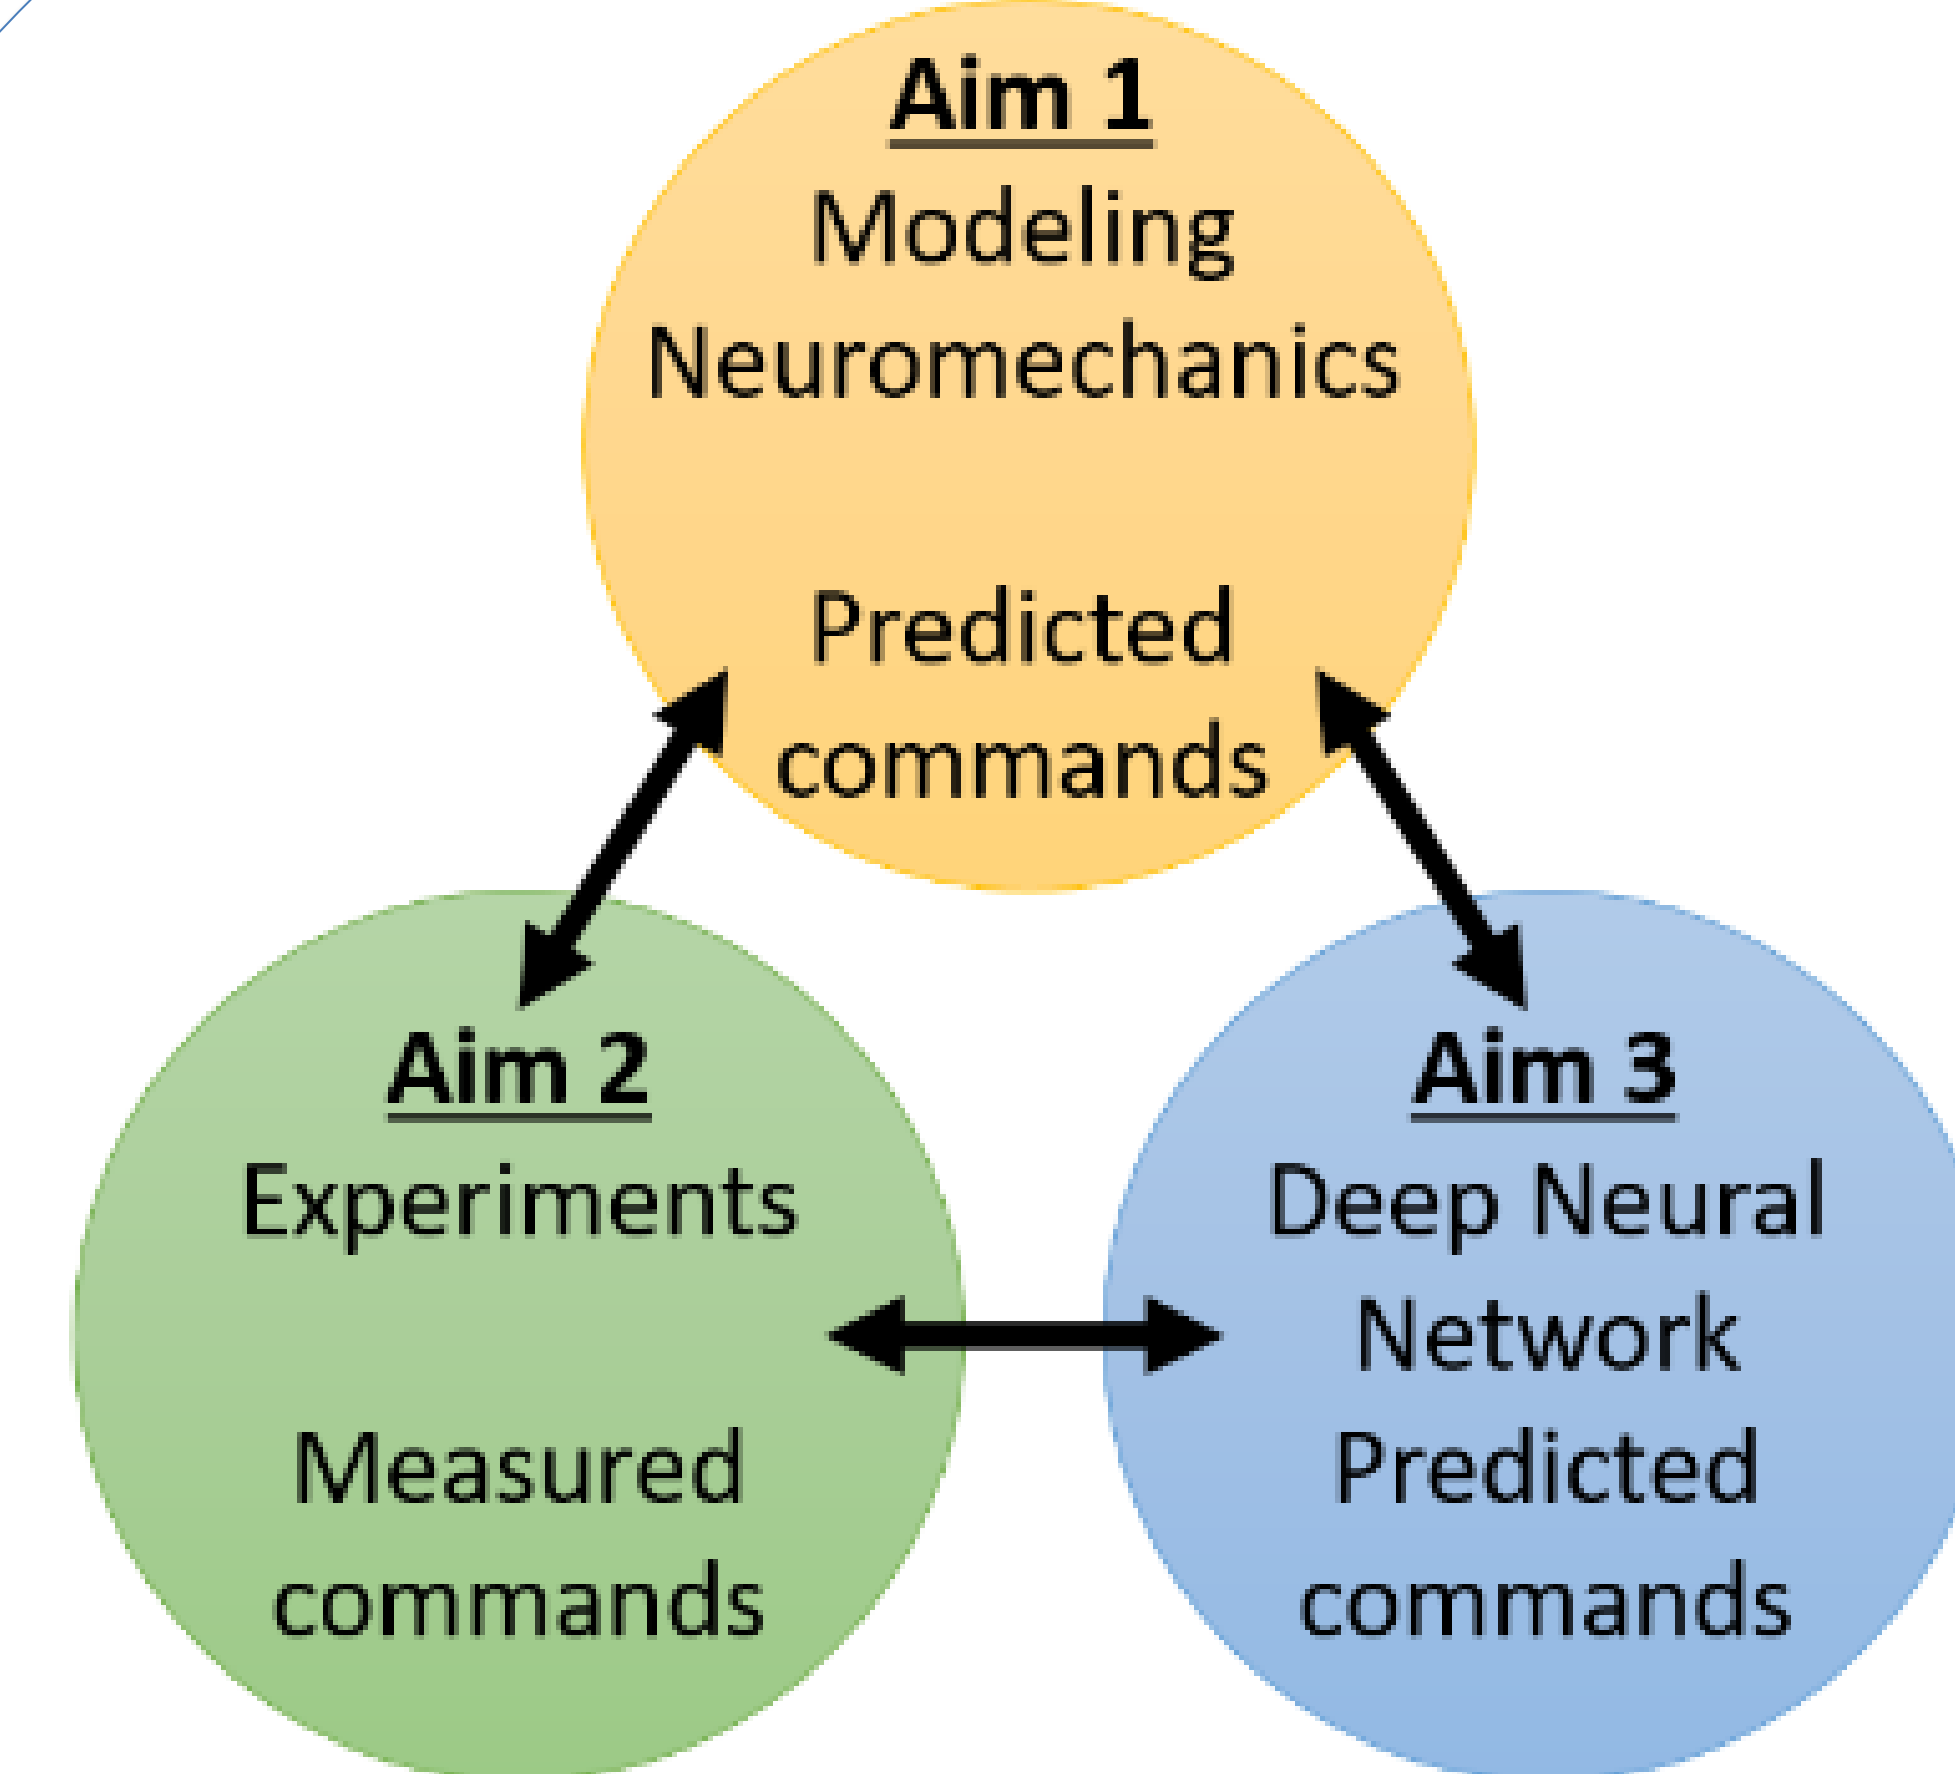 Aim 1
Modeling
Neuromechanics
Predicted
commands
Aim 2
Experiments
Measured
commands
Aim 3
Deep Neural
Network
Predicted
commands